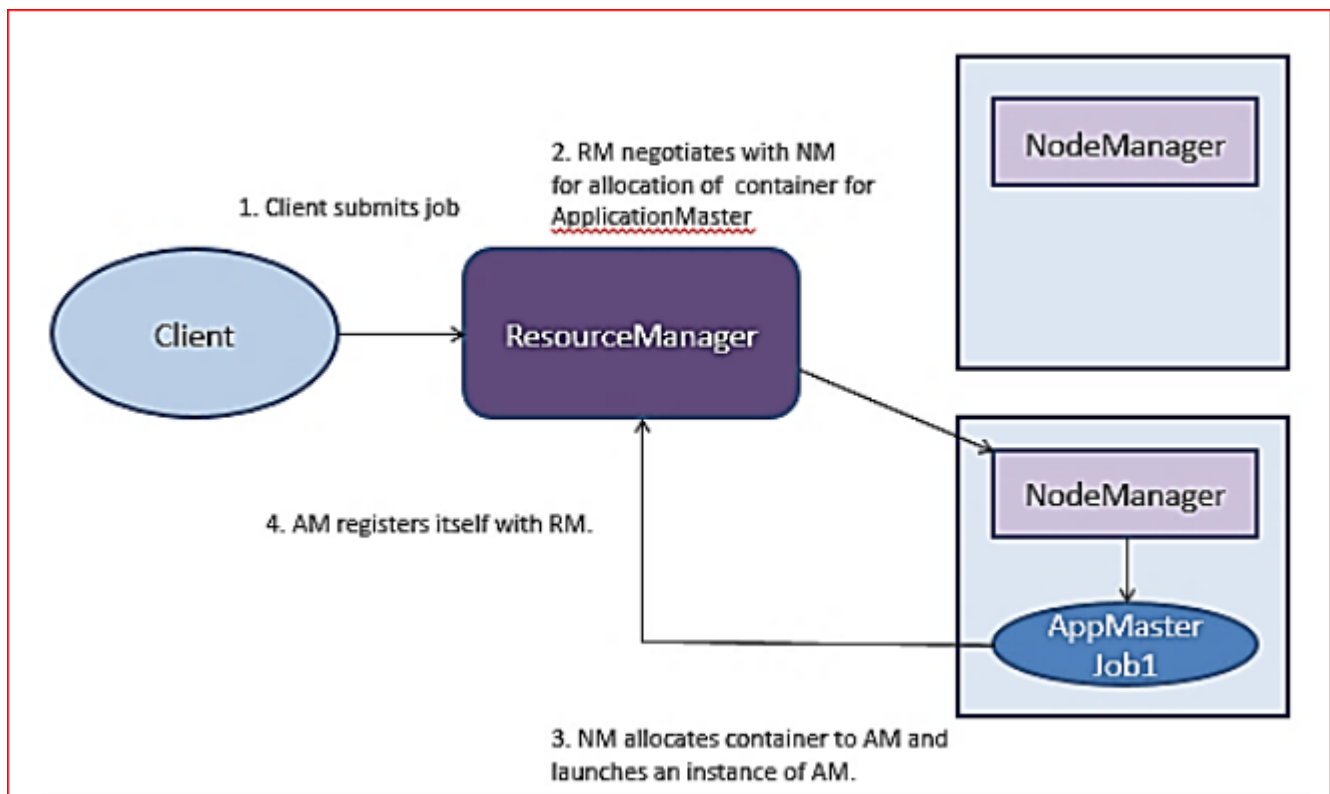 NodeManager
2. RM negotiates with NM
for allocation of container for
ApplicationMaster
1. Client submits job
Client
ResourceManager
NodeManager
4. AM registers itself with RM.
AppMaster
Job1
3. NM allocates container to AM and
launches an instance of AM.